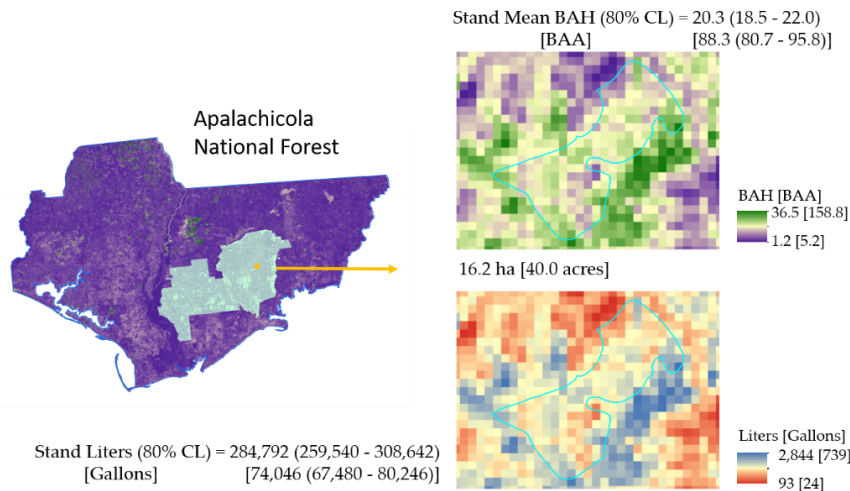 Stand Mean BAH (80% CL) = 20.3 (18.5 - 22.0)
[BAA] [88.3 (80.7 - 95.8]
Apalachicola
National Forest
BAH [BAA]
36.5 [158.8]
1.2 [5.2]
16.2 ha [40.0 acres]
Stand Liters (80% CL) = 284,792 (259,540 - 308,642)
[Gallons] [74,046 (67,480 - 80,246)]
Liters [Gallons]
2,844 [739]
93 [24]